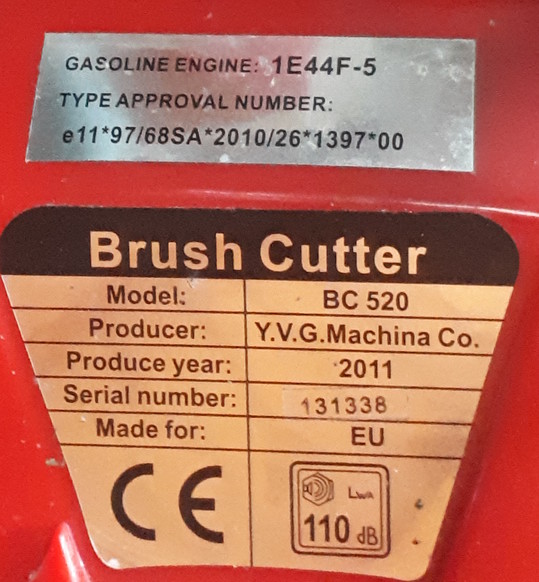 GASOLINE ENGINE: 1E44F-5
TYPE APPROVAL NUMBER:
e11*97/68SA*2010/26*1397*00
Brush Cutter
Model: BC 520
Producer: Y.V.G.Machina Co.
Produce year: 2011
Serial number: 131338
Made for: EU
CE
LWA
110 dB